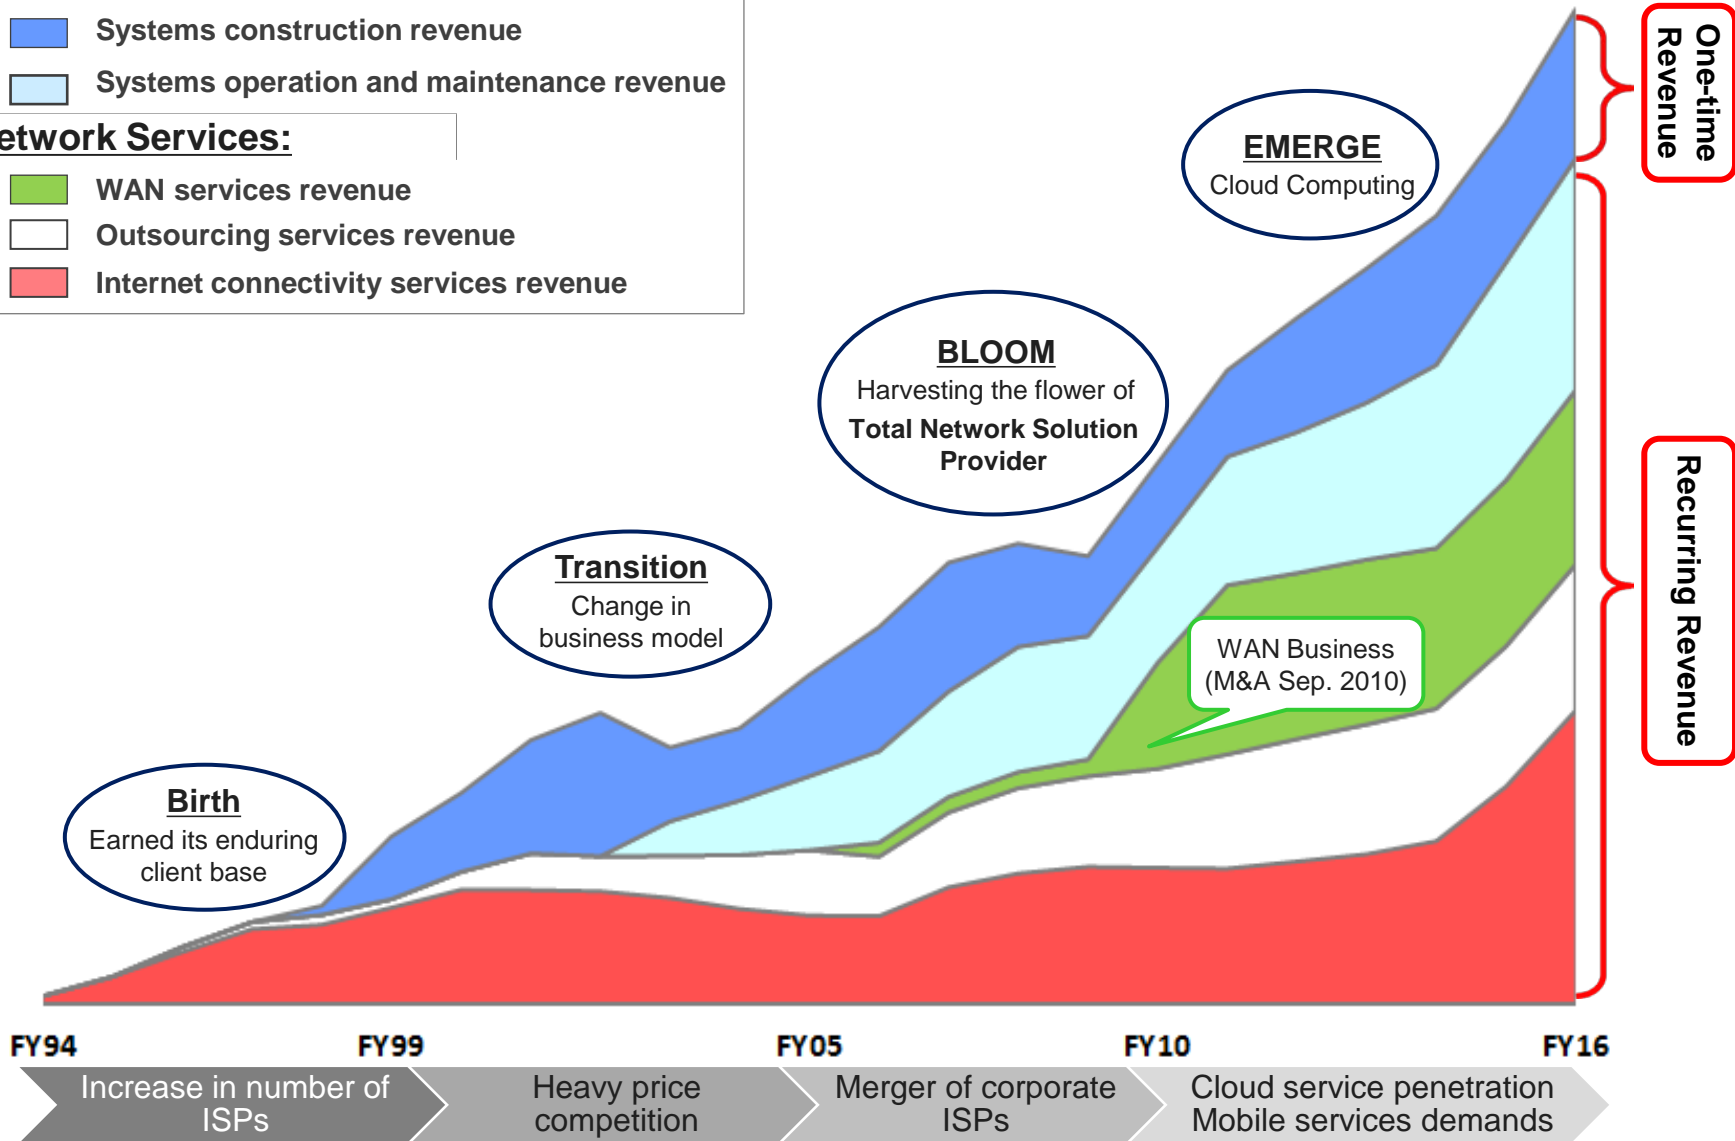 Systems construction revenue
Systems operation and maintenance revenue
etwork Services:
WAN services revenue
Outsourcing services revenue
Internet connectivity services revenue
One-time
Revenue
EMERGE
Cloud Computing
BLOOM
Harvesting the flower of
Total Network Solution
Provider
Recurring Revenue
Transition
Change in
business model
WAN Business
(M&A Sep. 2010)
Birth
Earned its enduring
client base
FY94
FY99
FY05
FY10
FY16
Increase in number of
ISPs
Heavy price
competition
Merger of corporate
ISPs
Cloud service penetration
Mobile services demands